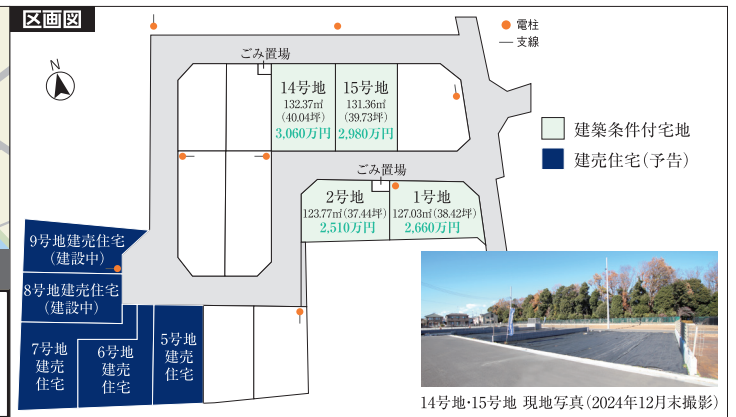 区画図
電柱
支線
N
ごみ置場
14号地
132.37㎡
(40.04坪)
3,060万円
15号地
131.36㎡
(39.73坪)
2,980万円
建築条件付宅地
建売住宅(予告)
ごみ置場
2号地
123.77㎡(37.44坪)
2,510万円
1号地
127.03㎡(38.42坪)
2,660万円
9号地建売住宅
(建設中)
8号地建売住宅
(建設中)
7号地
建売
住宅
6号地
建売
住宅
5号地
建売
住宅
14号地・15号地 現地写真(2024年12月末撮影)